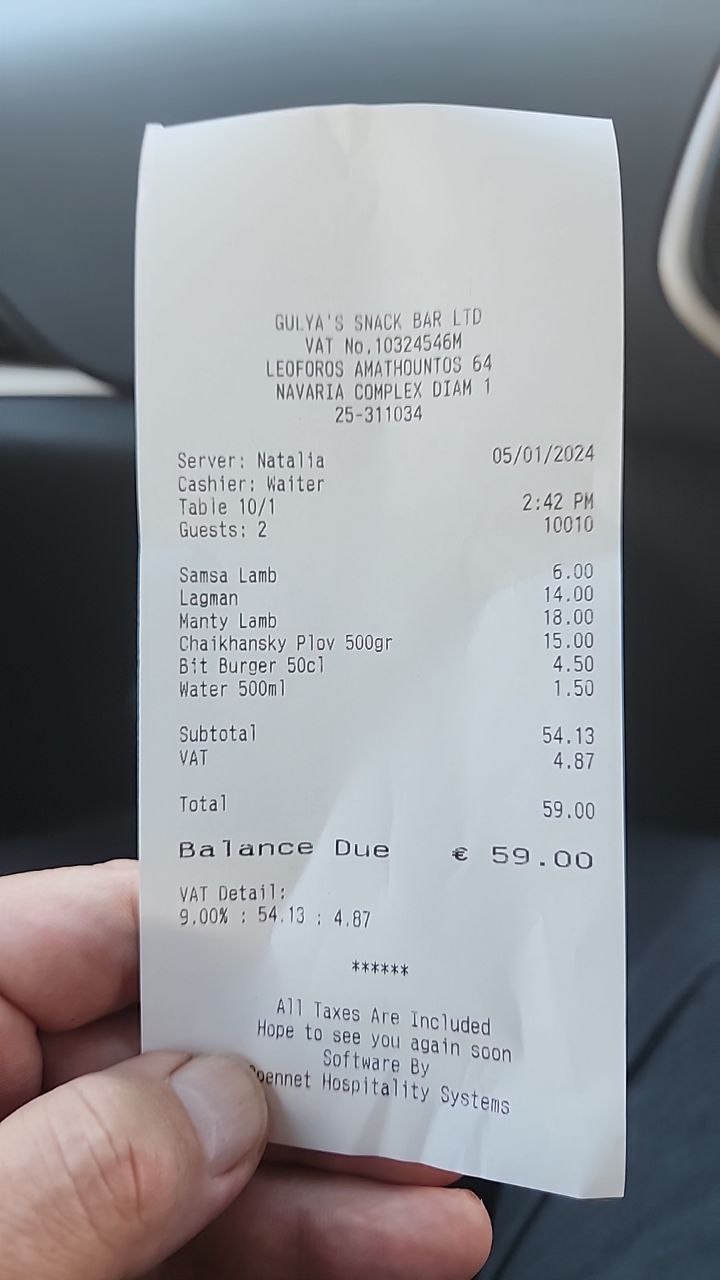 GULYA'S SNACK BAR LTD
VAT No.10324546M
LEOFOROS AMATHOUNTOS 64
NAVARIA COMPLEX DIAM 1
25-311034
Server: Natalia 05/01/2024
Cashier: Waiter
Table 10/1 2:42 PM
Guests: 2 10010
Samsa Lamb 6.00
Lagman 14.00
Manty Lamb 18.00
Chaikhansky Plov 500gr 15.00
Bit Burger 50cl 4.50
Water 500ml 1.50
Subtotal 54.13
VAT 4.87
Total 59.00
Balance Due € 59.00
VAT Detail:
9.00% : 54.13 : 4.87
******
All Taxes Are Included
Hope to see you again soon
Software By
Hospitality Systems